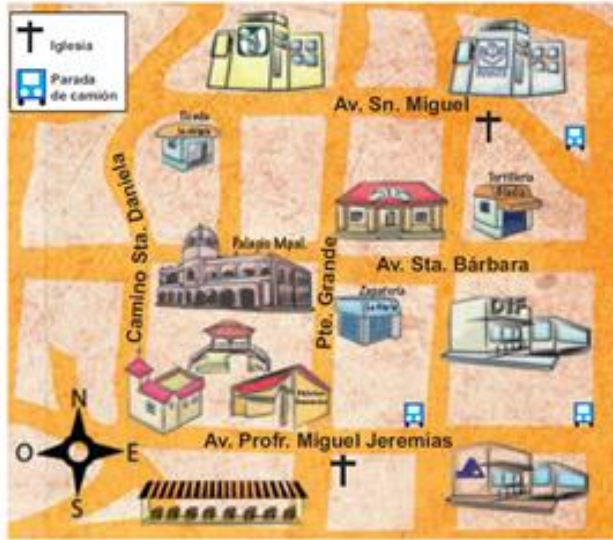 Iglesia
Parada
de camión
Av. Sn. Miguel
Camino Sta. Daniela
Tortillería
Palacio Mpal.
Pte. Grande
Av. Sta. Bárbara
Zapatería
DIF
N
O
E
S
Av. Profr. Miguel Jeremias